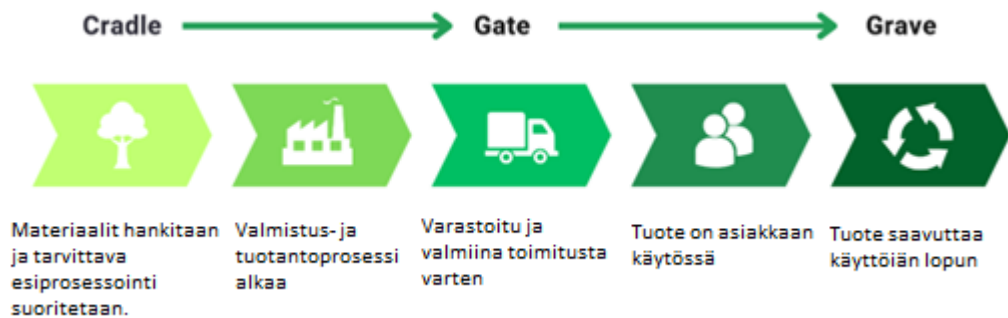 Cradle
Gate
Grave
Materiaalit hankitaan
ja tarvittava
esiprosessointi
suoritetaan.
Valmistus- ja
tuotantoprosessi
alkaa
Varastoitu ja
valmiina toimitusta
varten
Tuote on asiakkaan
käytössä
Tuote saavuttaa
käyttöiän lopun